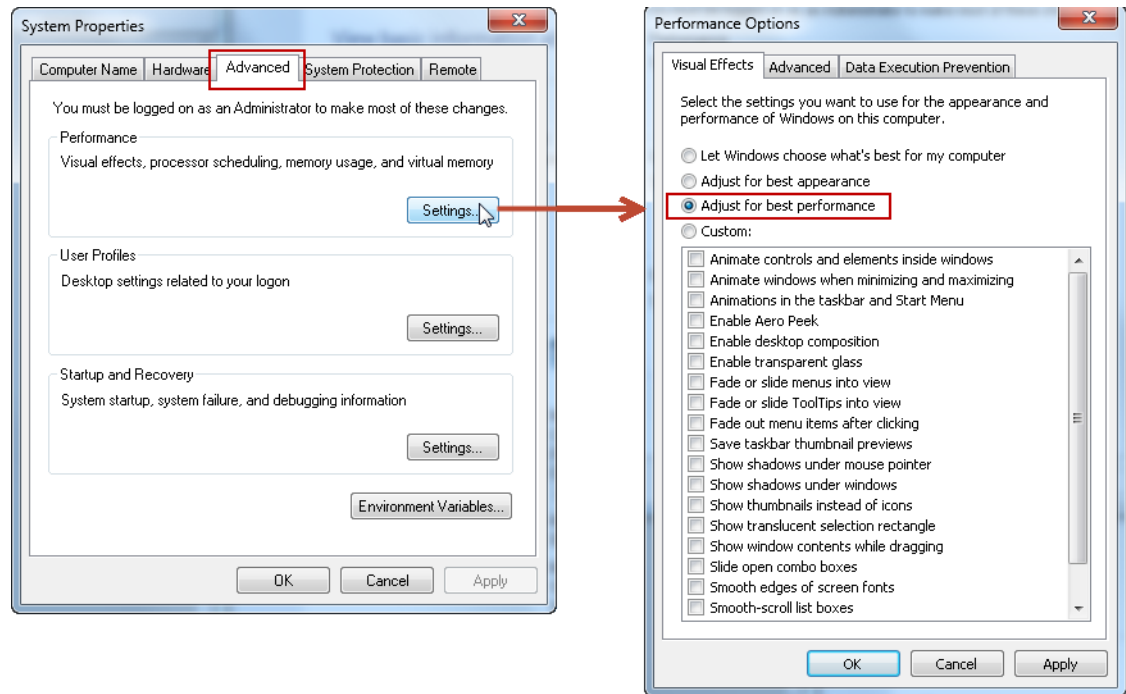 System Properties
Computer Name Hardware Advanced System Protection Remote
You must be logged on as an Administrator to make most of these changes.
Performance
Visual effects, processor scheduling, memory usage, and virtual memory
Settings...
User Profiles
Desktop settings related to your logon
Settings...
Startup and Recovery
System startup, system failure, and debugging information
Settings...
Environment Variables...
OK Cancel Apply
Performance Options
Visual Effects Advanced Data Execution Prevention
Select the settings you want to use for the appearance and
performance of Windows on this computer.
Let Windows choose what's best for my computer
Adjust for best appearance
Adjust for best performance
Custom:
Animate controls and elements inside windows
Animate windows when minimizing and maximizing
Animations in the taskbar and Start Menu
Enable Aero Peek
Enable desktop composition
Enable transparent glass
Fade or slide menus into view
Fade or slide ToolTips into view
Fade out menu items after clicking
Save taskbar thumbnail previews
Show shadows under mouse pointer
Show shadows under windows
Show thumbnails instead of icons
Show translucent selection rectangle
Show window contents while dragging
Slide open combo boxes
Smooth edges of screen fonts
Smooth-scroll list boxes
OK Cancel Apply